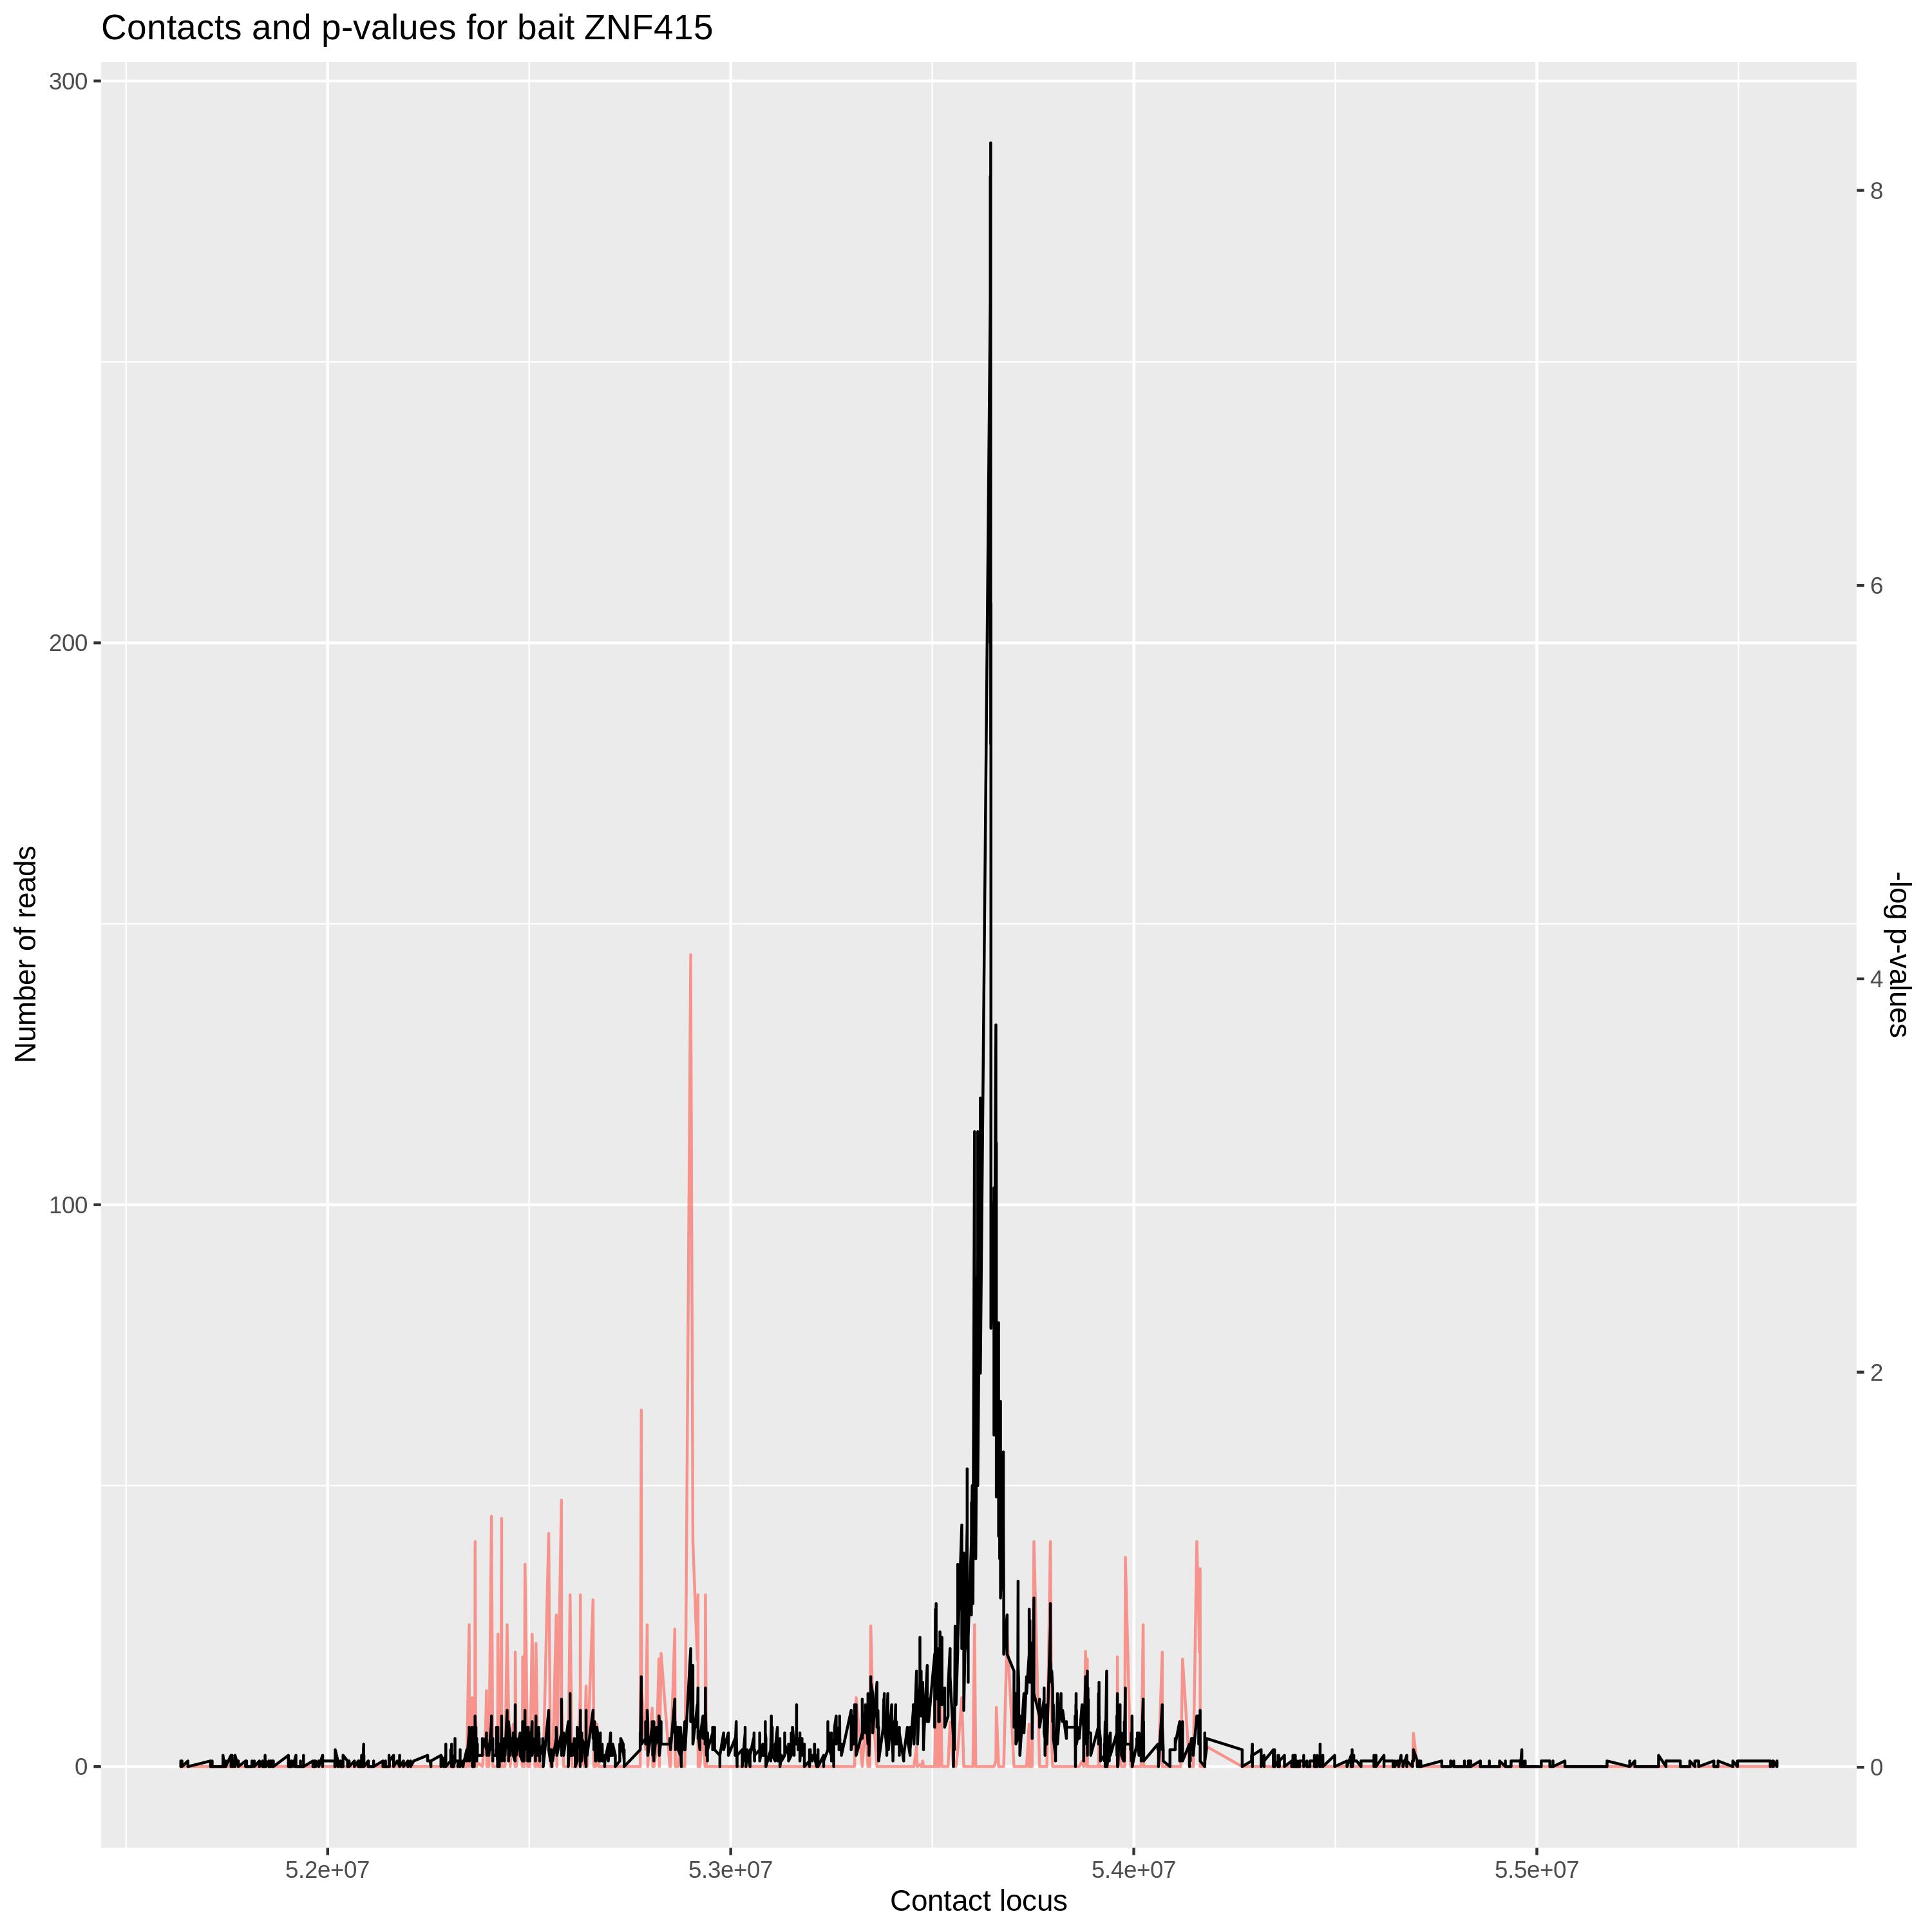 Contacts and p-values for bait ZNF415
300
200
100
0
Number of reads
8
6
4
2
0
-log p-values
5.2e+07
5.3e+07
5.4e+07
5.5e+07
Contact locus